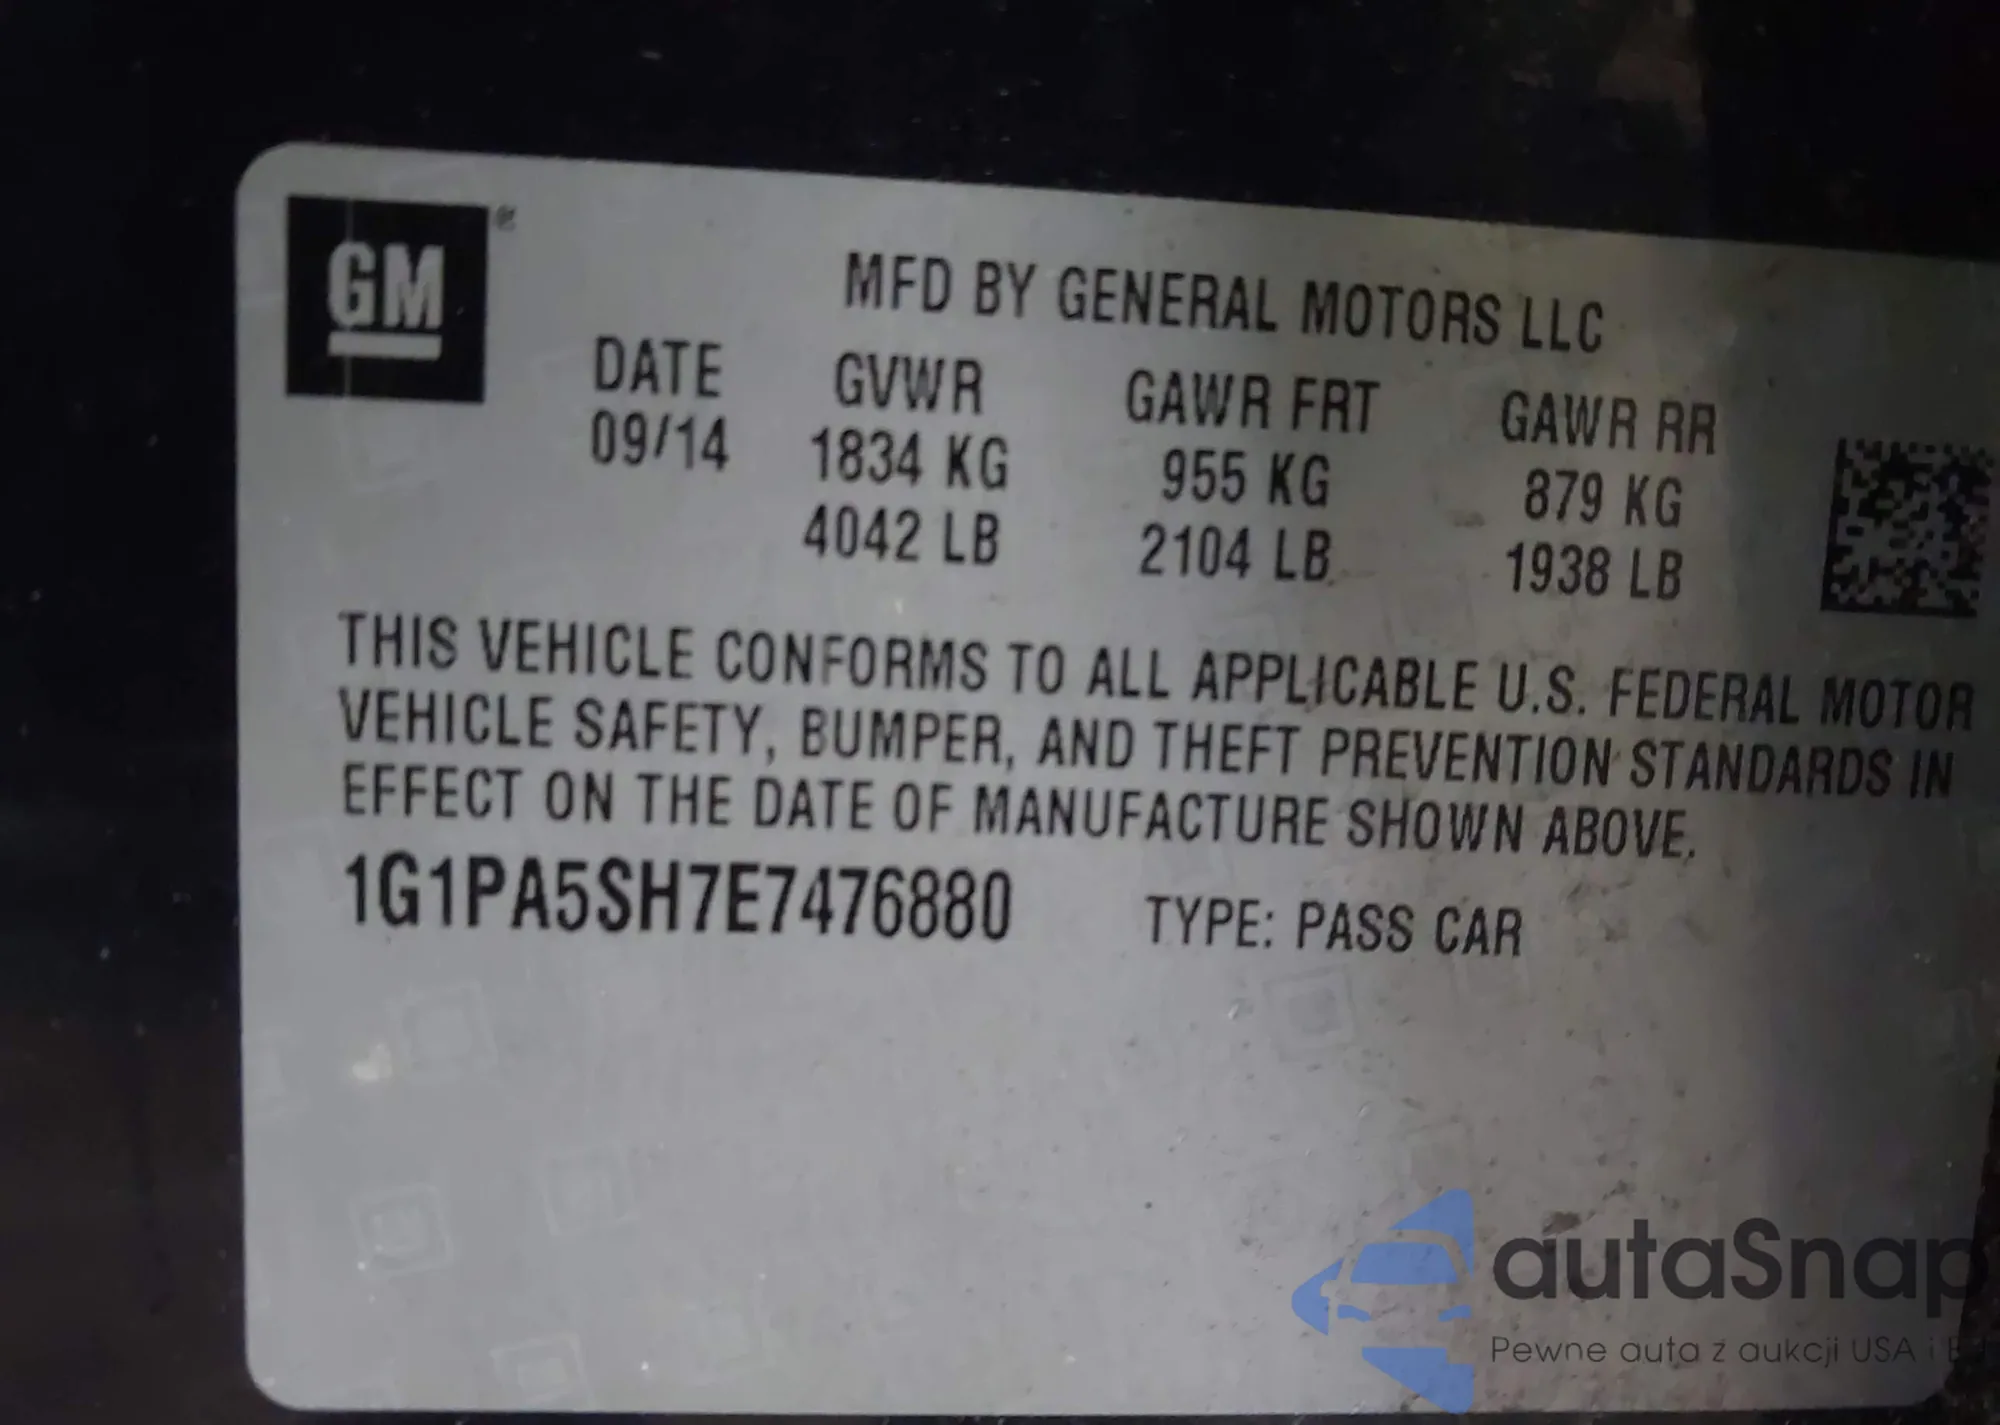 GM ®
MFD BY GENERAL MOTORS LLC
DATE GVWR GAWR FRT GAWR RR
09/14 1834 KG 955 KG 879 KG
4042 LB 2104 LB 1938 LB
THIS VEHICLE CONFORMS TO ALL APPLICABLE U.S. FEDERAL MOTOR
VEHICLE SAFETY, BUMPER, AND THEFT PREVENTION STANDARDS IN
EFFECT ON THE DATE OF MANUFACTURE SHOWN ABOVE.
1G1PA5SH7E7476880 TYPE: PASS CAR
autaSnap
Pewne auta z aukcji USA i